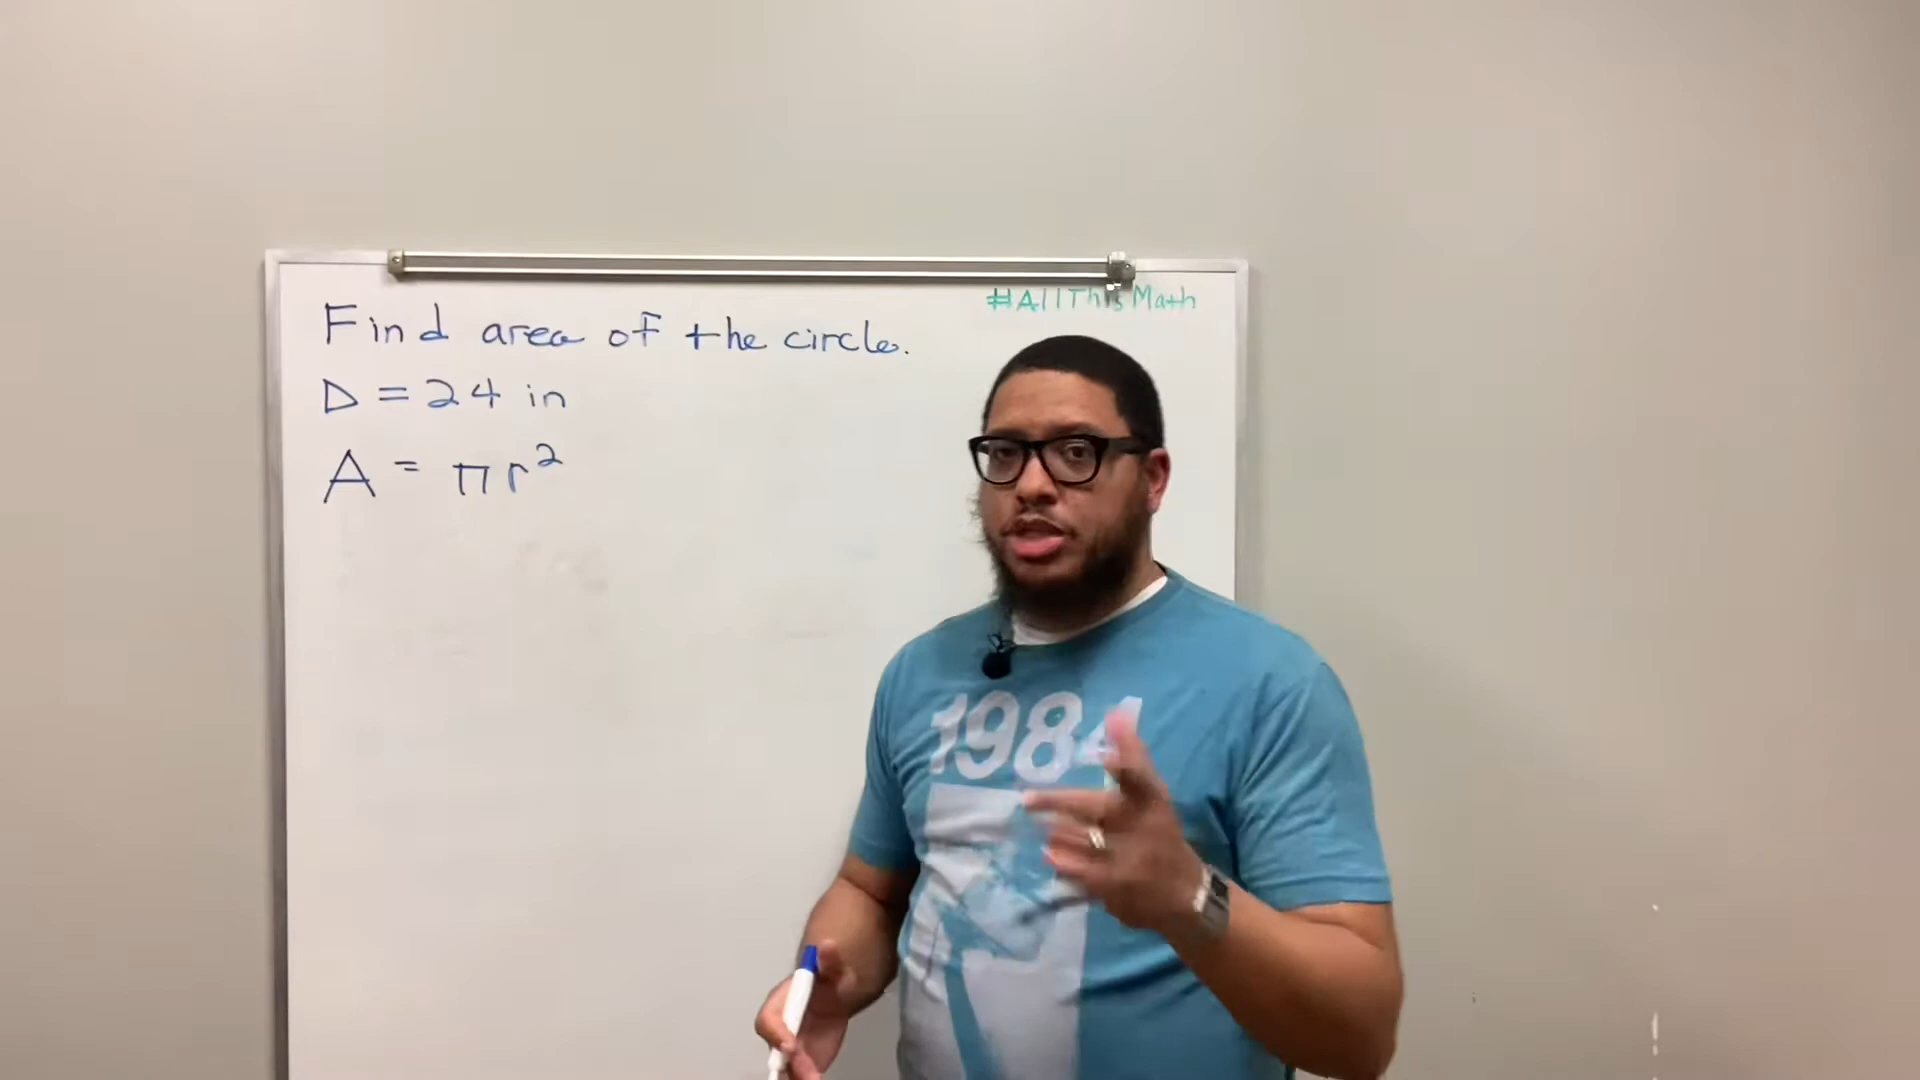 #AllThisMath
Find area of the circle.
D = 24 in
A = πr²
1984